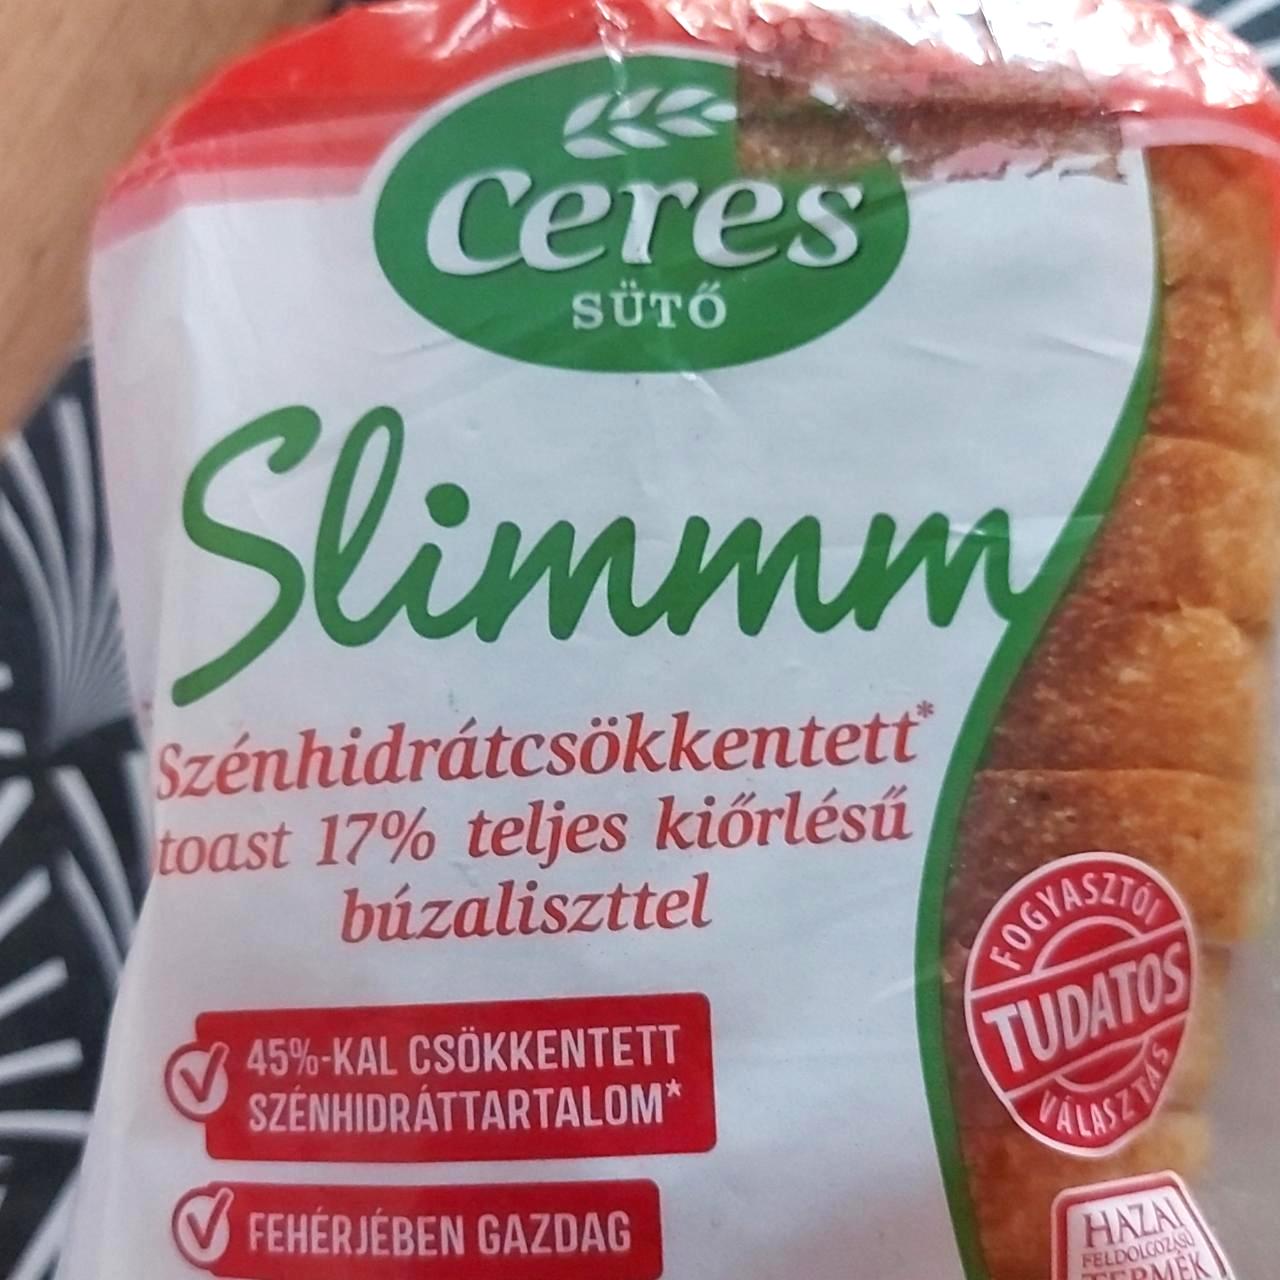 Ceres
SÜTŐ
Slimmm
Szénhidrátcsökkentett*
toast 17% teljes kiőrlésű
búzaliszttel
45%-KAL CSÖKKENTETT
SZÉNHIDRÁTTARTALOM*
FEHÉRJÉBEN GAZDAG
FOGYASZTÓI
TUDATOS
VÁLASZTÁS
HAZAI
FELDOLGOZÁSÚ
TERMÉK